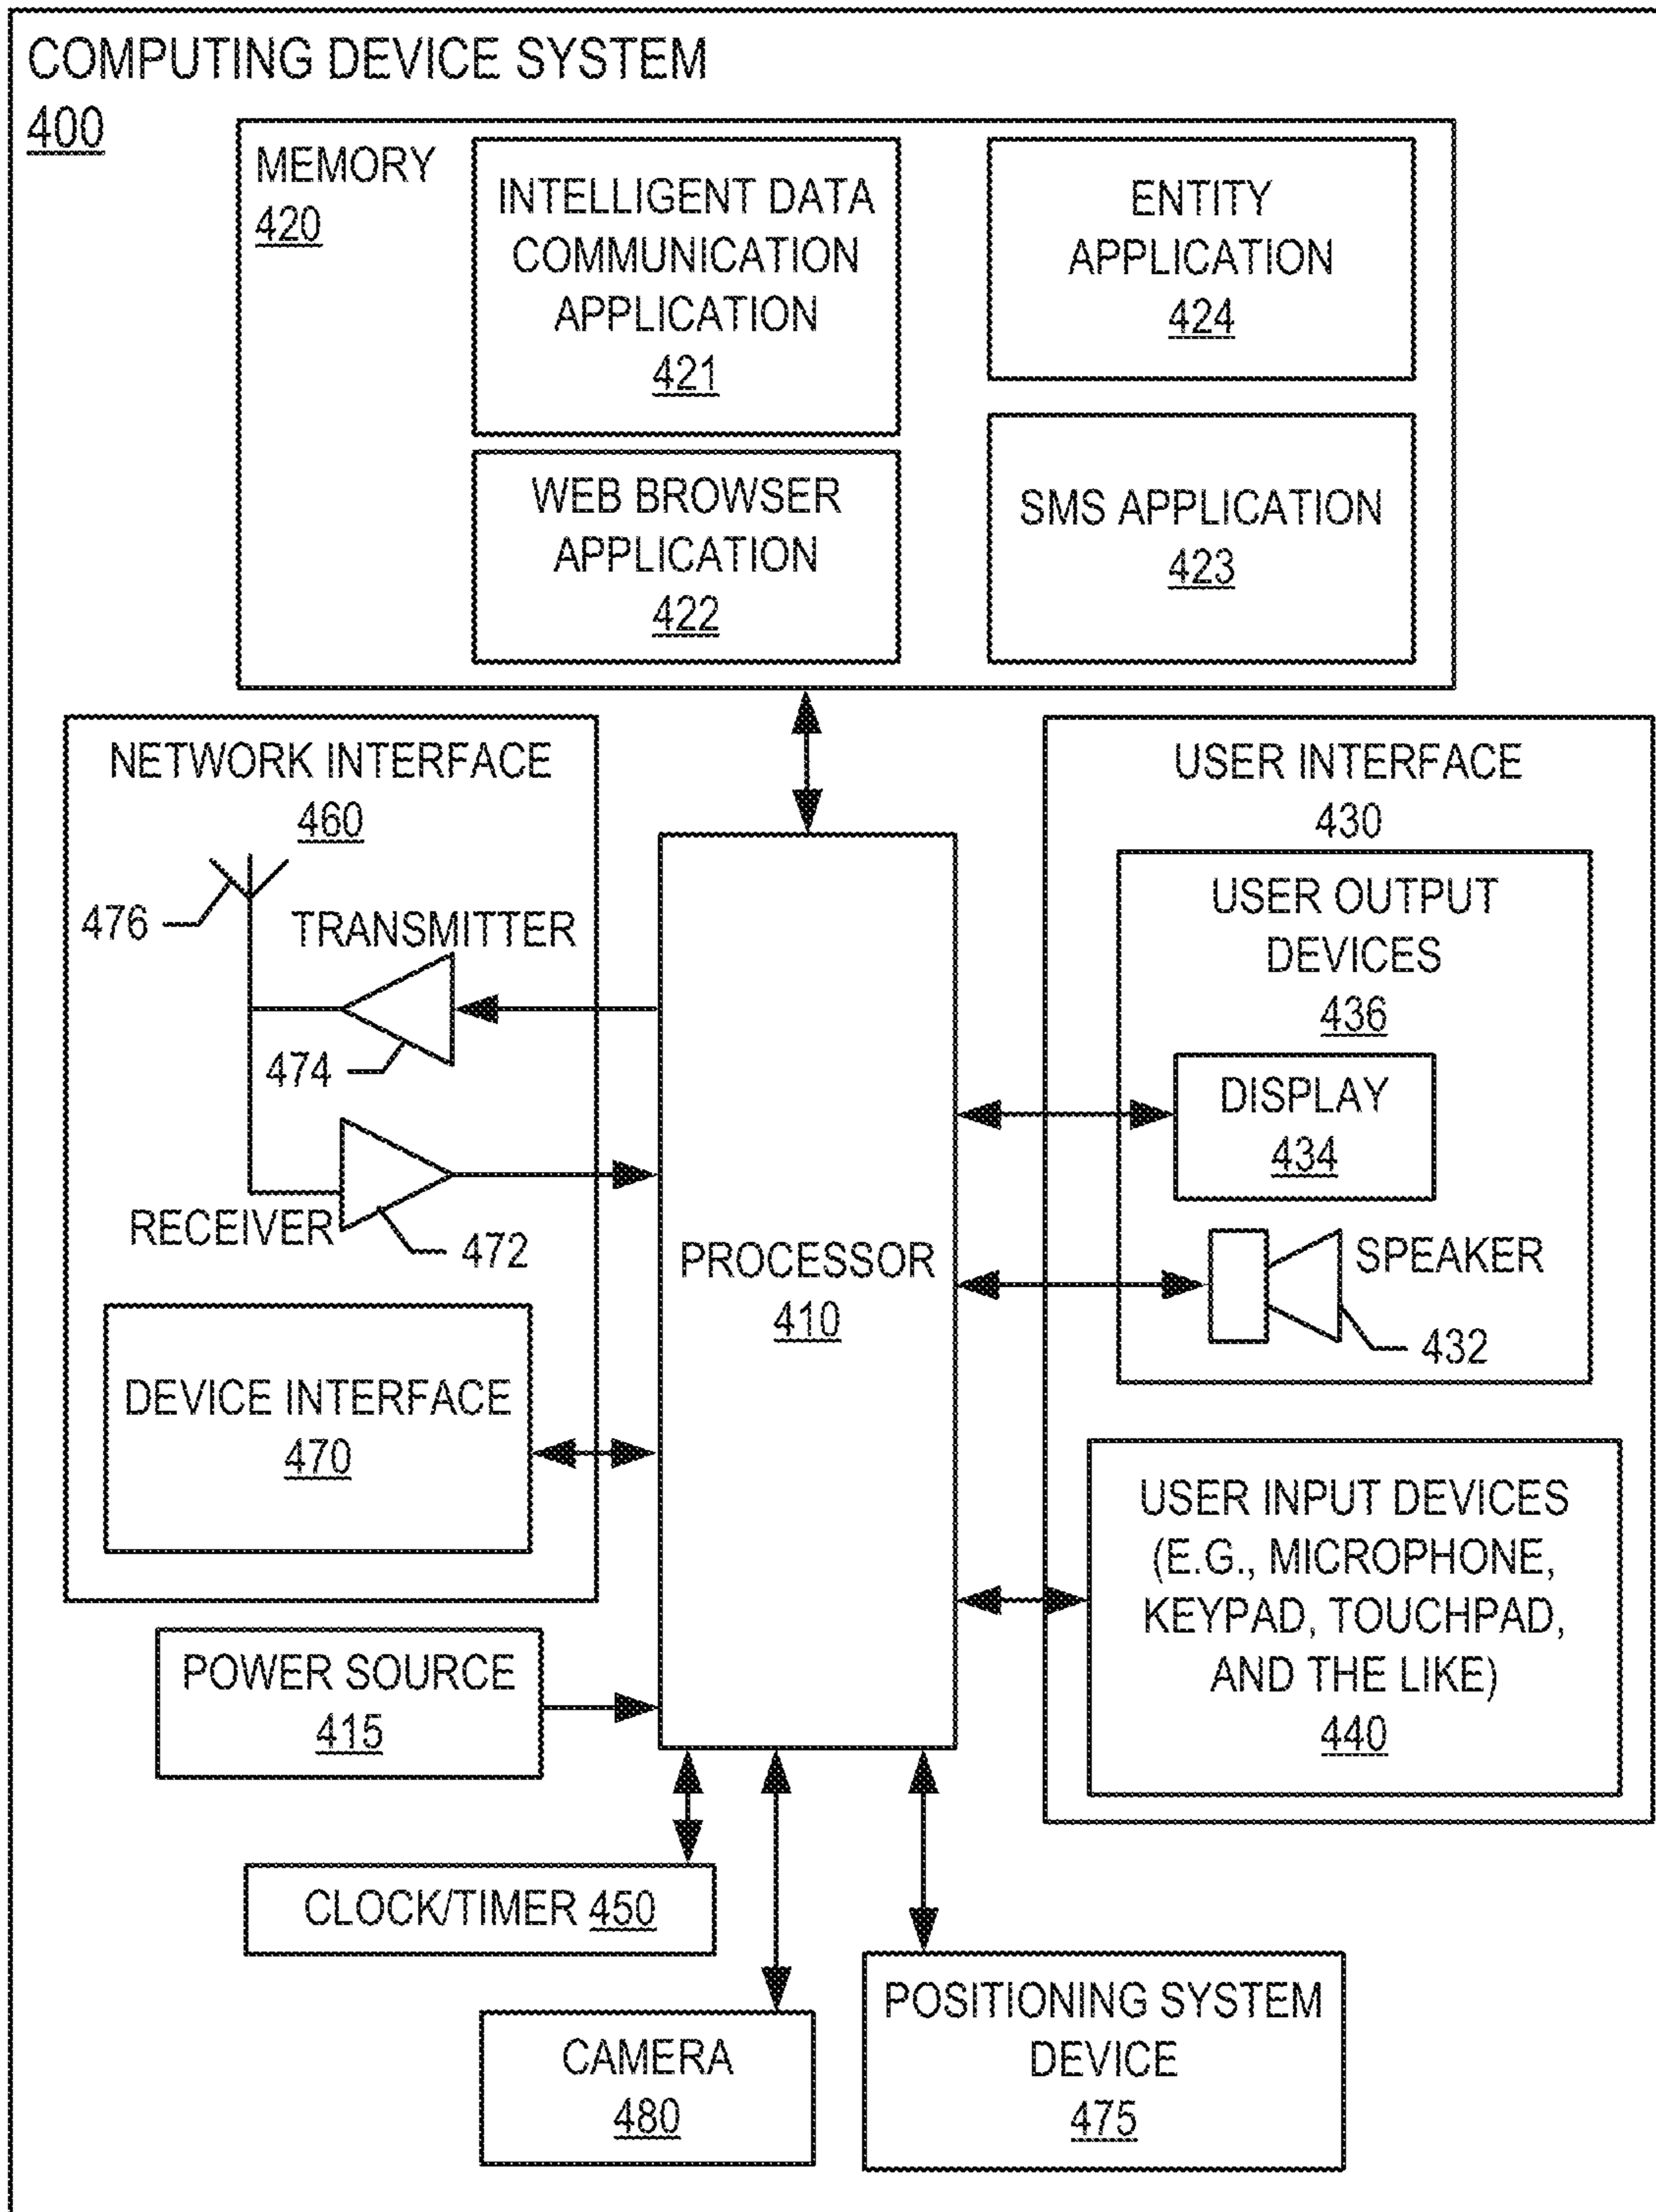 COMPUTING DEVICE SYSTEM
400
MEMORY
420
INTELLIGENT DATA
COMMUNICATION
APPLICATION
421
ENTITY
APPLICATION
424
WEB BROWSER
APPLICATION
422
SMS APPLICATION
423
NETWORK INTERFACE
460
476
TRANSMITTER
474
RECEIVER
472
DEVICE INTERFACE
470
PROCESSOR
410
USER INTERFACE
430
USER OUTPUT
DEVICES
436
DISPLAY
434
SPEAKER
432
USER INPUT DEVICES
(E.G., MICROPHONE,
KEYPAD, TOUCHPAD,
AND THE LIKE)
440
POWER SOURCE
415
CLOCK/TIMER 450
CAMERA
480
POSITIONING SYSTEM
DEVICE
475